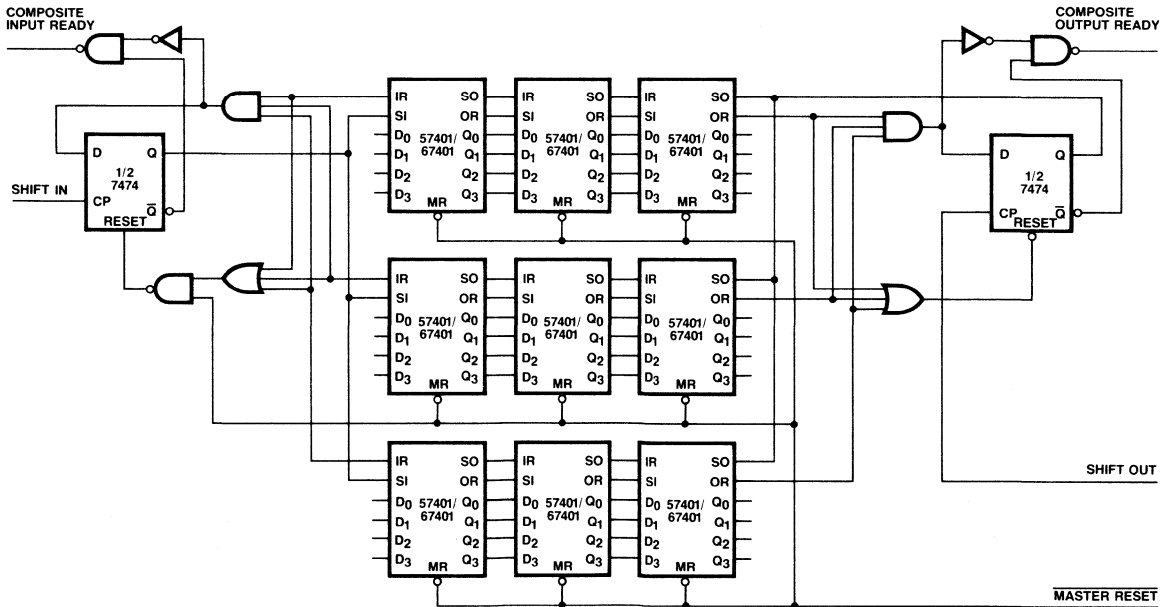 COMPOSITE
INPUT READY
COMPOSITE
OUTPUT READY
D Q
1/2
7474
SHIFT IN
CP Q̅
RESET
D Q
1/2
7474
CP Q̅
RESET
IR SO IR SO IR SO
SI OR SI OR SI OR
D0 57401/ Q0 D0 57401/ Q0 D0 57401/ Q0
D1 67401 Q1 D1 67401 Q1 D1 67401 Q1
D2 Q2 D2 Q2 D2 Q2
D3 Q3 D3 Q3 D3 Q3
MR MR MR
IR SO IR SO IR SO
SI OR SI OR SI OR
D0 57401/ Q0 D0 57401/ Q0 D0 57401/ Q0
D1 67401 Q1 D1 67401 Q1 D1 67401 Q1
D2 Q2 D2 Q2 D2 Q2
D3 Q3 D3 Q3 D3 Q3
MR MR MR
IR SO IR SO IR SO
SI OR SI OR SI OR
D0 57401/ Q0 D0 57401/ Q0 D0 57401/ Q0
D1 67401 Q1 D1 67401 Q1 D1 67401 Q1
D2 Q2 D2 Q2 D2 Q2
D3 Q3 D3 Q3 D3 Q3
MR MR MR
SHIFT OUT
MASTER RESET